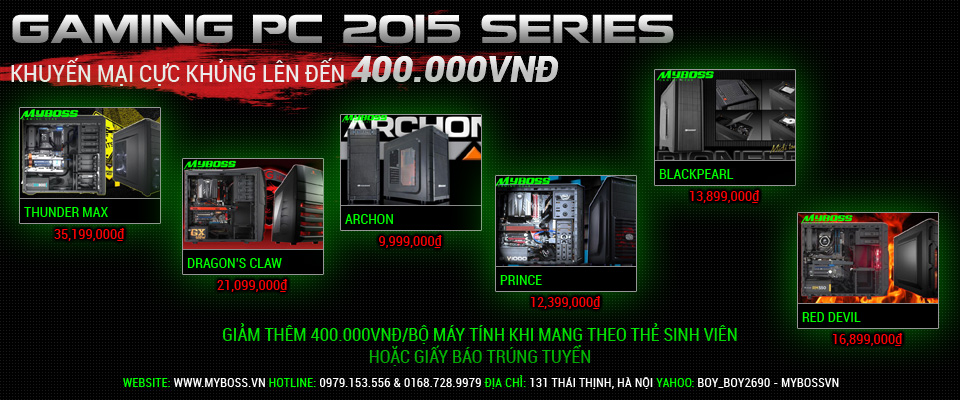 GAMING PC 2015 SERIES
KHUYẾN MẠI CỰC KHỦNG LÊN ĐẾN 400.000VNĐ
MYBOSS
THUNDER MAX
35,199,000₫
MYBOSS
GX
DRAGON'S CLAW
21,099,000₫
MYBOSS
ARCHON
ARCHON
9,999,000₫
MYBOSS
V1000
PRINCE
12,399,000₫
MYBOSS
PIONEER
BLACKPEARL
13,899,000₫
MYBOSS
RED DEVIL
16,899,000₫
GIẢM THÊM 400.000VNĐ/BỘ MÁY TÍNH KHI MANG THEO THẺ SINH VIÊN
HOẶC GIẤY BÁO TRÚNG TUYỂN
WEBSITE: WWW.MYBOSS.VN HOTLINE: 0979.153.556 & 0168.728.9979 ĐỊA CHỈ: 131 THÁI THỊNH, HÀ NỘI YAHOO: BOY_BOY2690 - MYBOSSVN